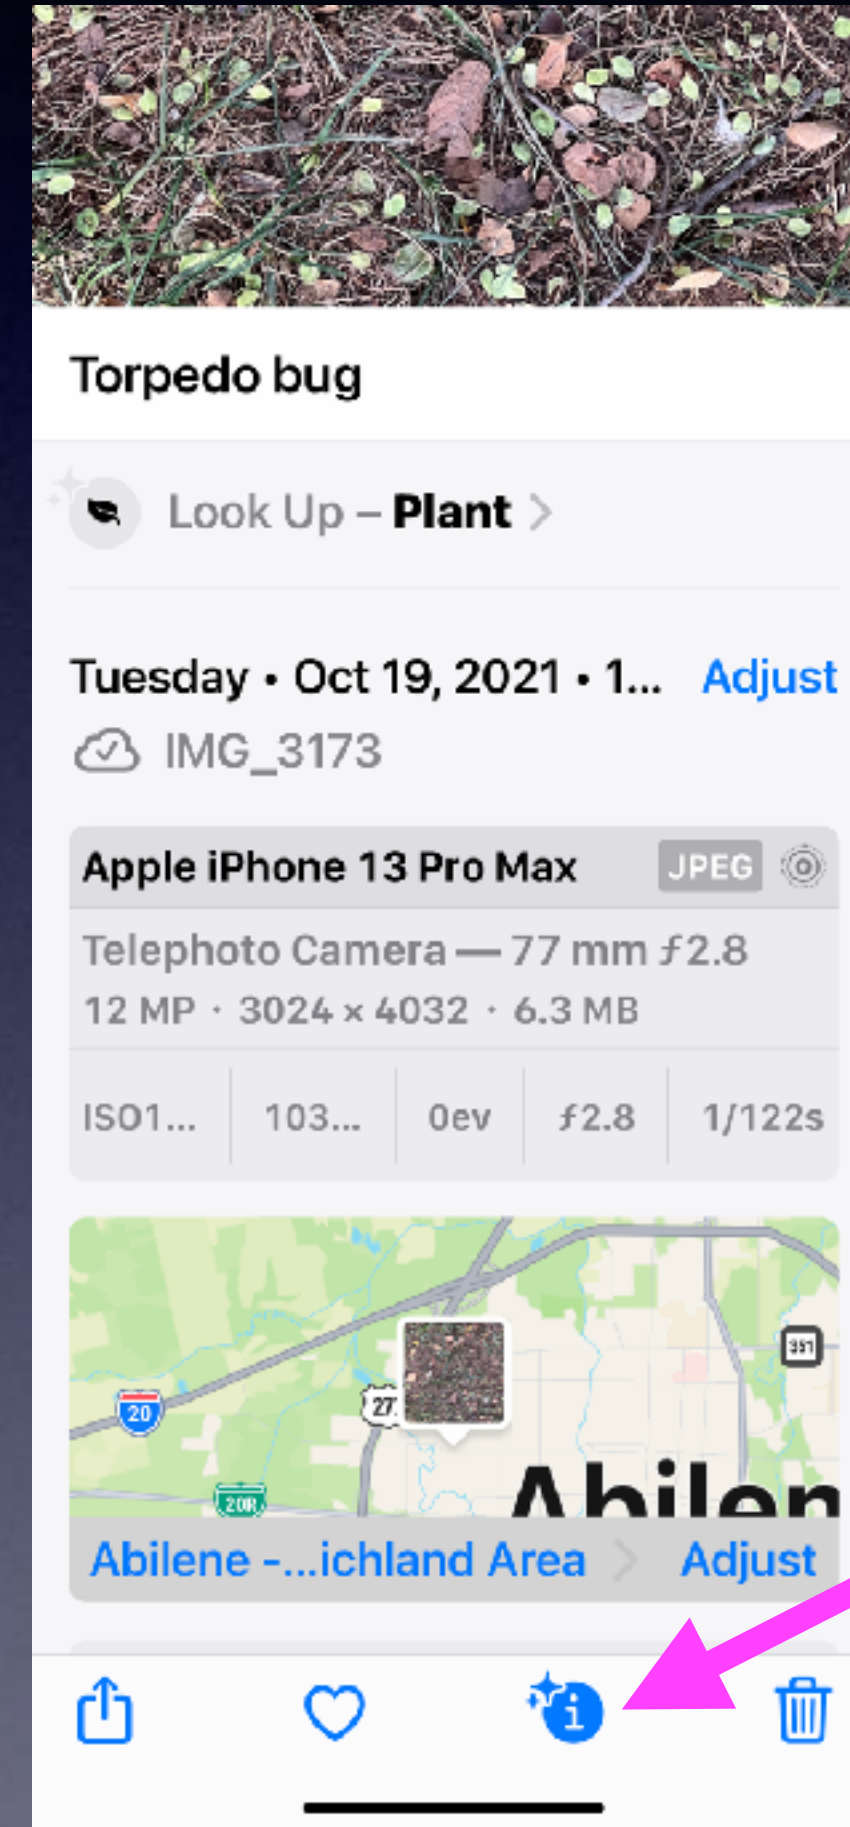 Torpedo bug
Look Up – Plant
Tuesday • Oct 19, 2021 • 1... Adjust
IMG_3173
Apple iPhone 13 Pro Max JPEG
Telephoto Camera — 77 mm ƒ2.8
12 MP · 3024 × 4032 · 6.3 MB
ISO1... 103... 0ev ƒ2.8 1/122s
351
20
27
20R
Abilen
Abilene -...ichland Area Adjust